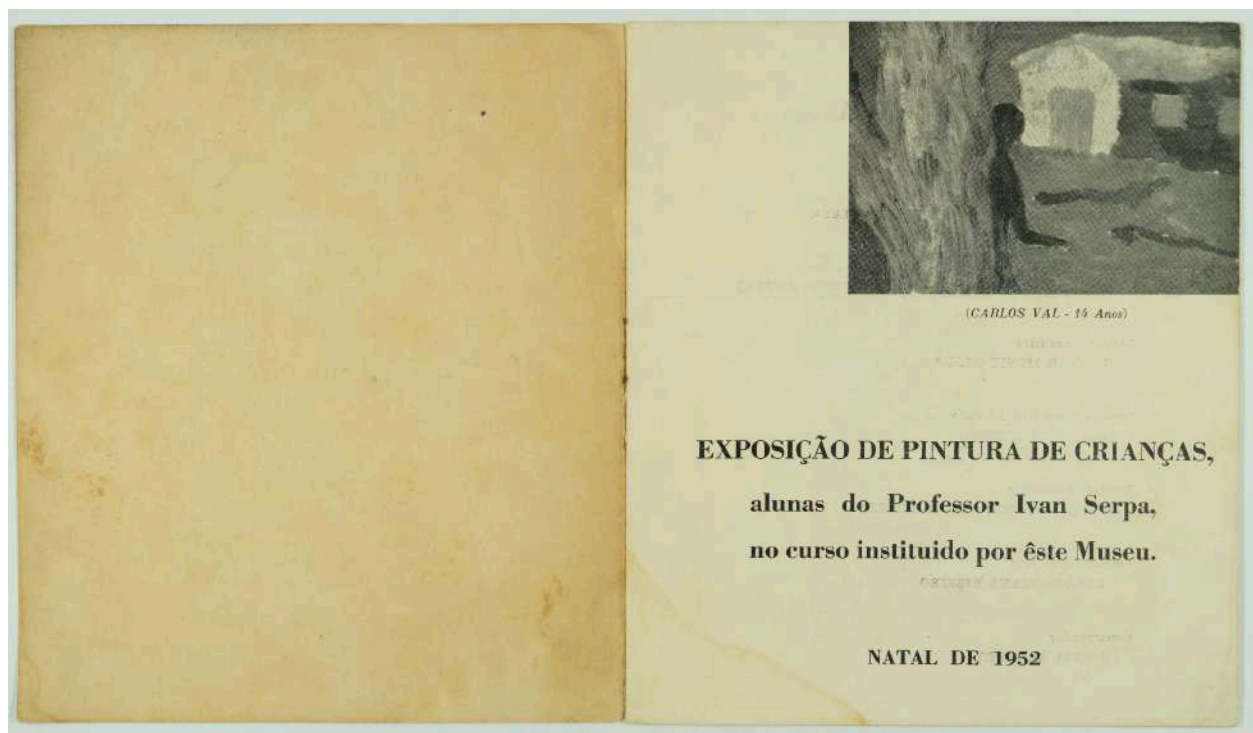 (CARLOS VAL - 14 Anos)
EXPOSIÇÃO DE PINTURA DE CRIANÇAS,
alunas do Professor Ivan Serpa,
no curso instituido por êste Museu.
NATAL DE 1952